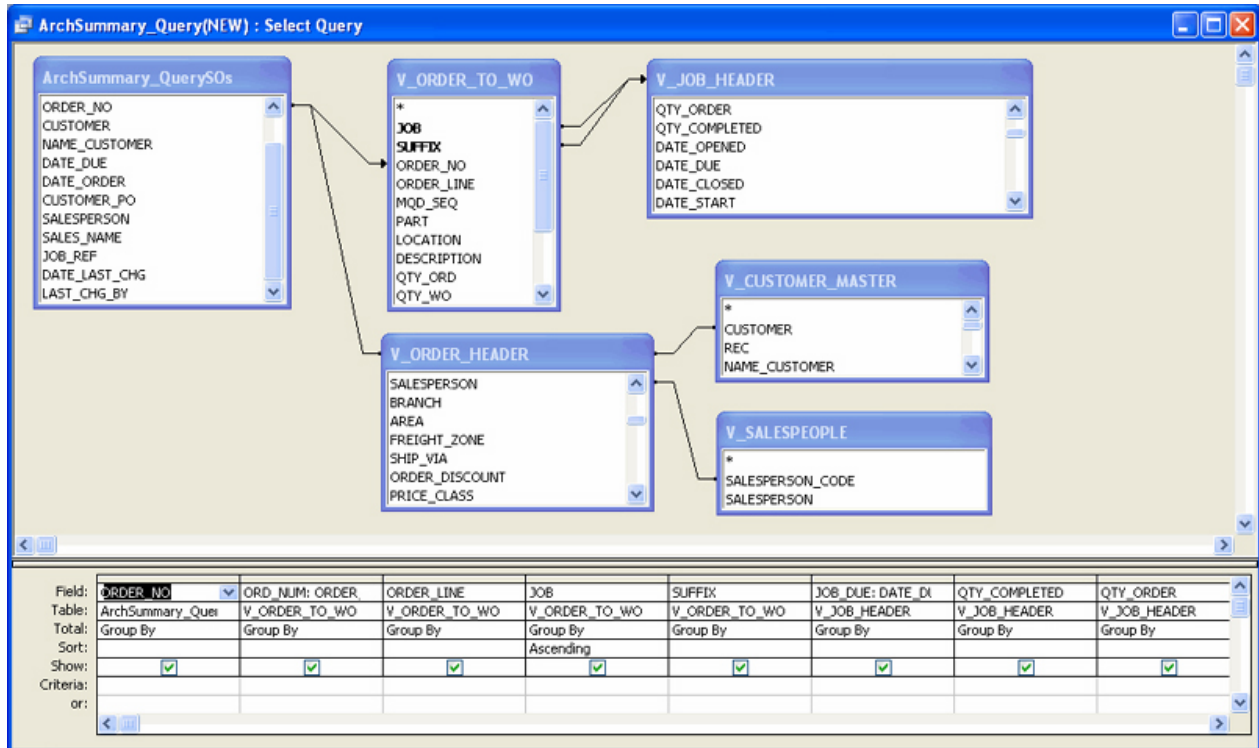 ArchSummary_Query(NEW) : Select Query
ArchSummary_QuerySOs
ORDER_NO
CUSTOMER
NAME_CUSTOMER
DATE_DUE
DATE_ORDER
CUSTOMER_PO
SALESPERSON
SALES_NAME
JOB_REF
DATE_LAST_CHG
LAST_CHG_BY
V_ORDER_TO_WO
*
JOB
SUFFIX
ORDER_NO
ORDER_LINE
MQD_SEQ
PART
LOCATION
DESCRIPTION
QTY_ORD
QTY_WO
V_JOB_HEADER
QTY_ORDER
QTY_COMPLETED
DATE_OPENED
DATE_DUE
DATE_CLOSED
DATE_START
V_ORDER_HEADER
SALESPERSON
BRANCH
AREA
FREIGHT_ZONE
SHIP_VIA
ORDER_DISCOUNT
PRICE_CLASS
V_CUSTOMER_MASTER
*
CUSTOMER
REC
NAME_CUSTOMER
V_SALESPEOPLE
*
SALESPERSON_CODE
SALESPERSON
Field: ORDER_NO ORD_NUM: ORDER_ ORDER_LINE JOB SUFFIX JOB_DUE: DATE_DU QTY_COMPLETED QTY_ORDER
Table: ArchSummary_Quer V_ORDER_TO_WO V_ORDER_TO_WO V_ORDER_TO_WO V_ORDER_TO_WO V_JOB_HEADER V_JOB_HEADER V_JOB_HEADER
Total: Group By Group By Group By Group By Group By Group By Group By Group By
Sort: Ascending
Show:
Criteria:
or: